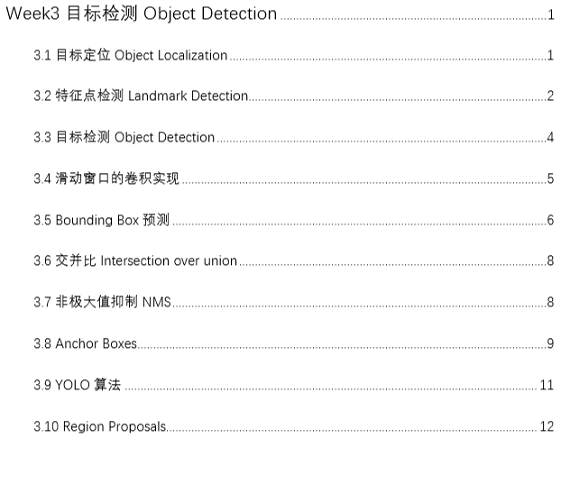 Week3 目标检测 Object Detection ........ 1
3.1 目标定位 Object Localization ........ 1
3.2 特征点检测 Landmark Detection ........ 2
3.3 目标检测 Object Detection ........ 4
3.4 滑动窗口的卷积实现 ........ 5
3.5 Bounding Box 预测 ........ 6
3.6 交并比 Intersection over union ........ 8
3.7 非极大值抑制 NMS ........ 8
3.8 Anchor Boxes ........ 9
3.9 YOLO 算法 ........ 11
3.10 Region Proposals ........ 12